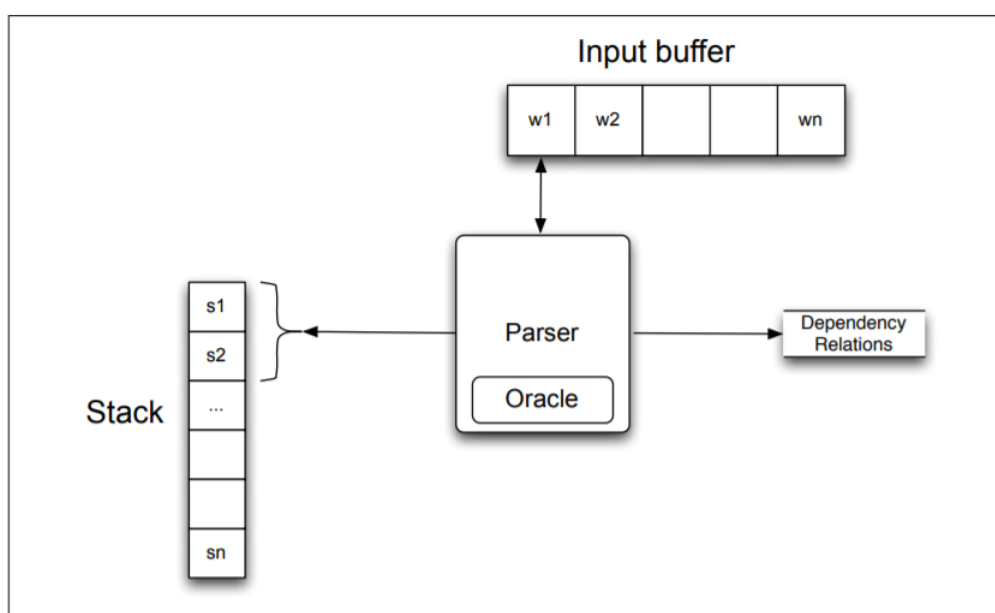 Input buffer
w1 w2 wn
s1
s2
...
sn
Stack
Parser
Oracle
Dependency
Relations